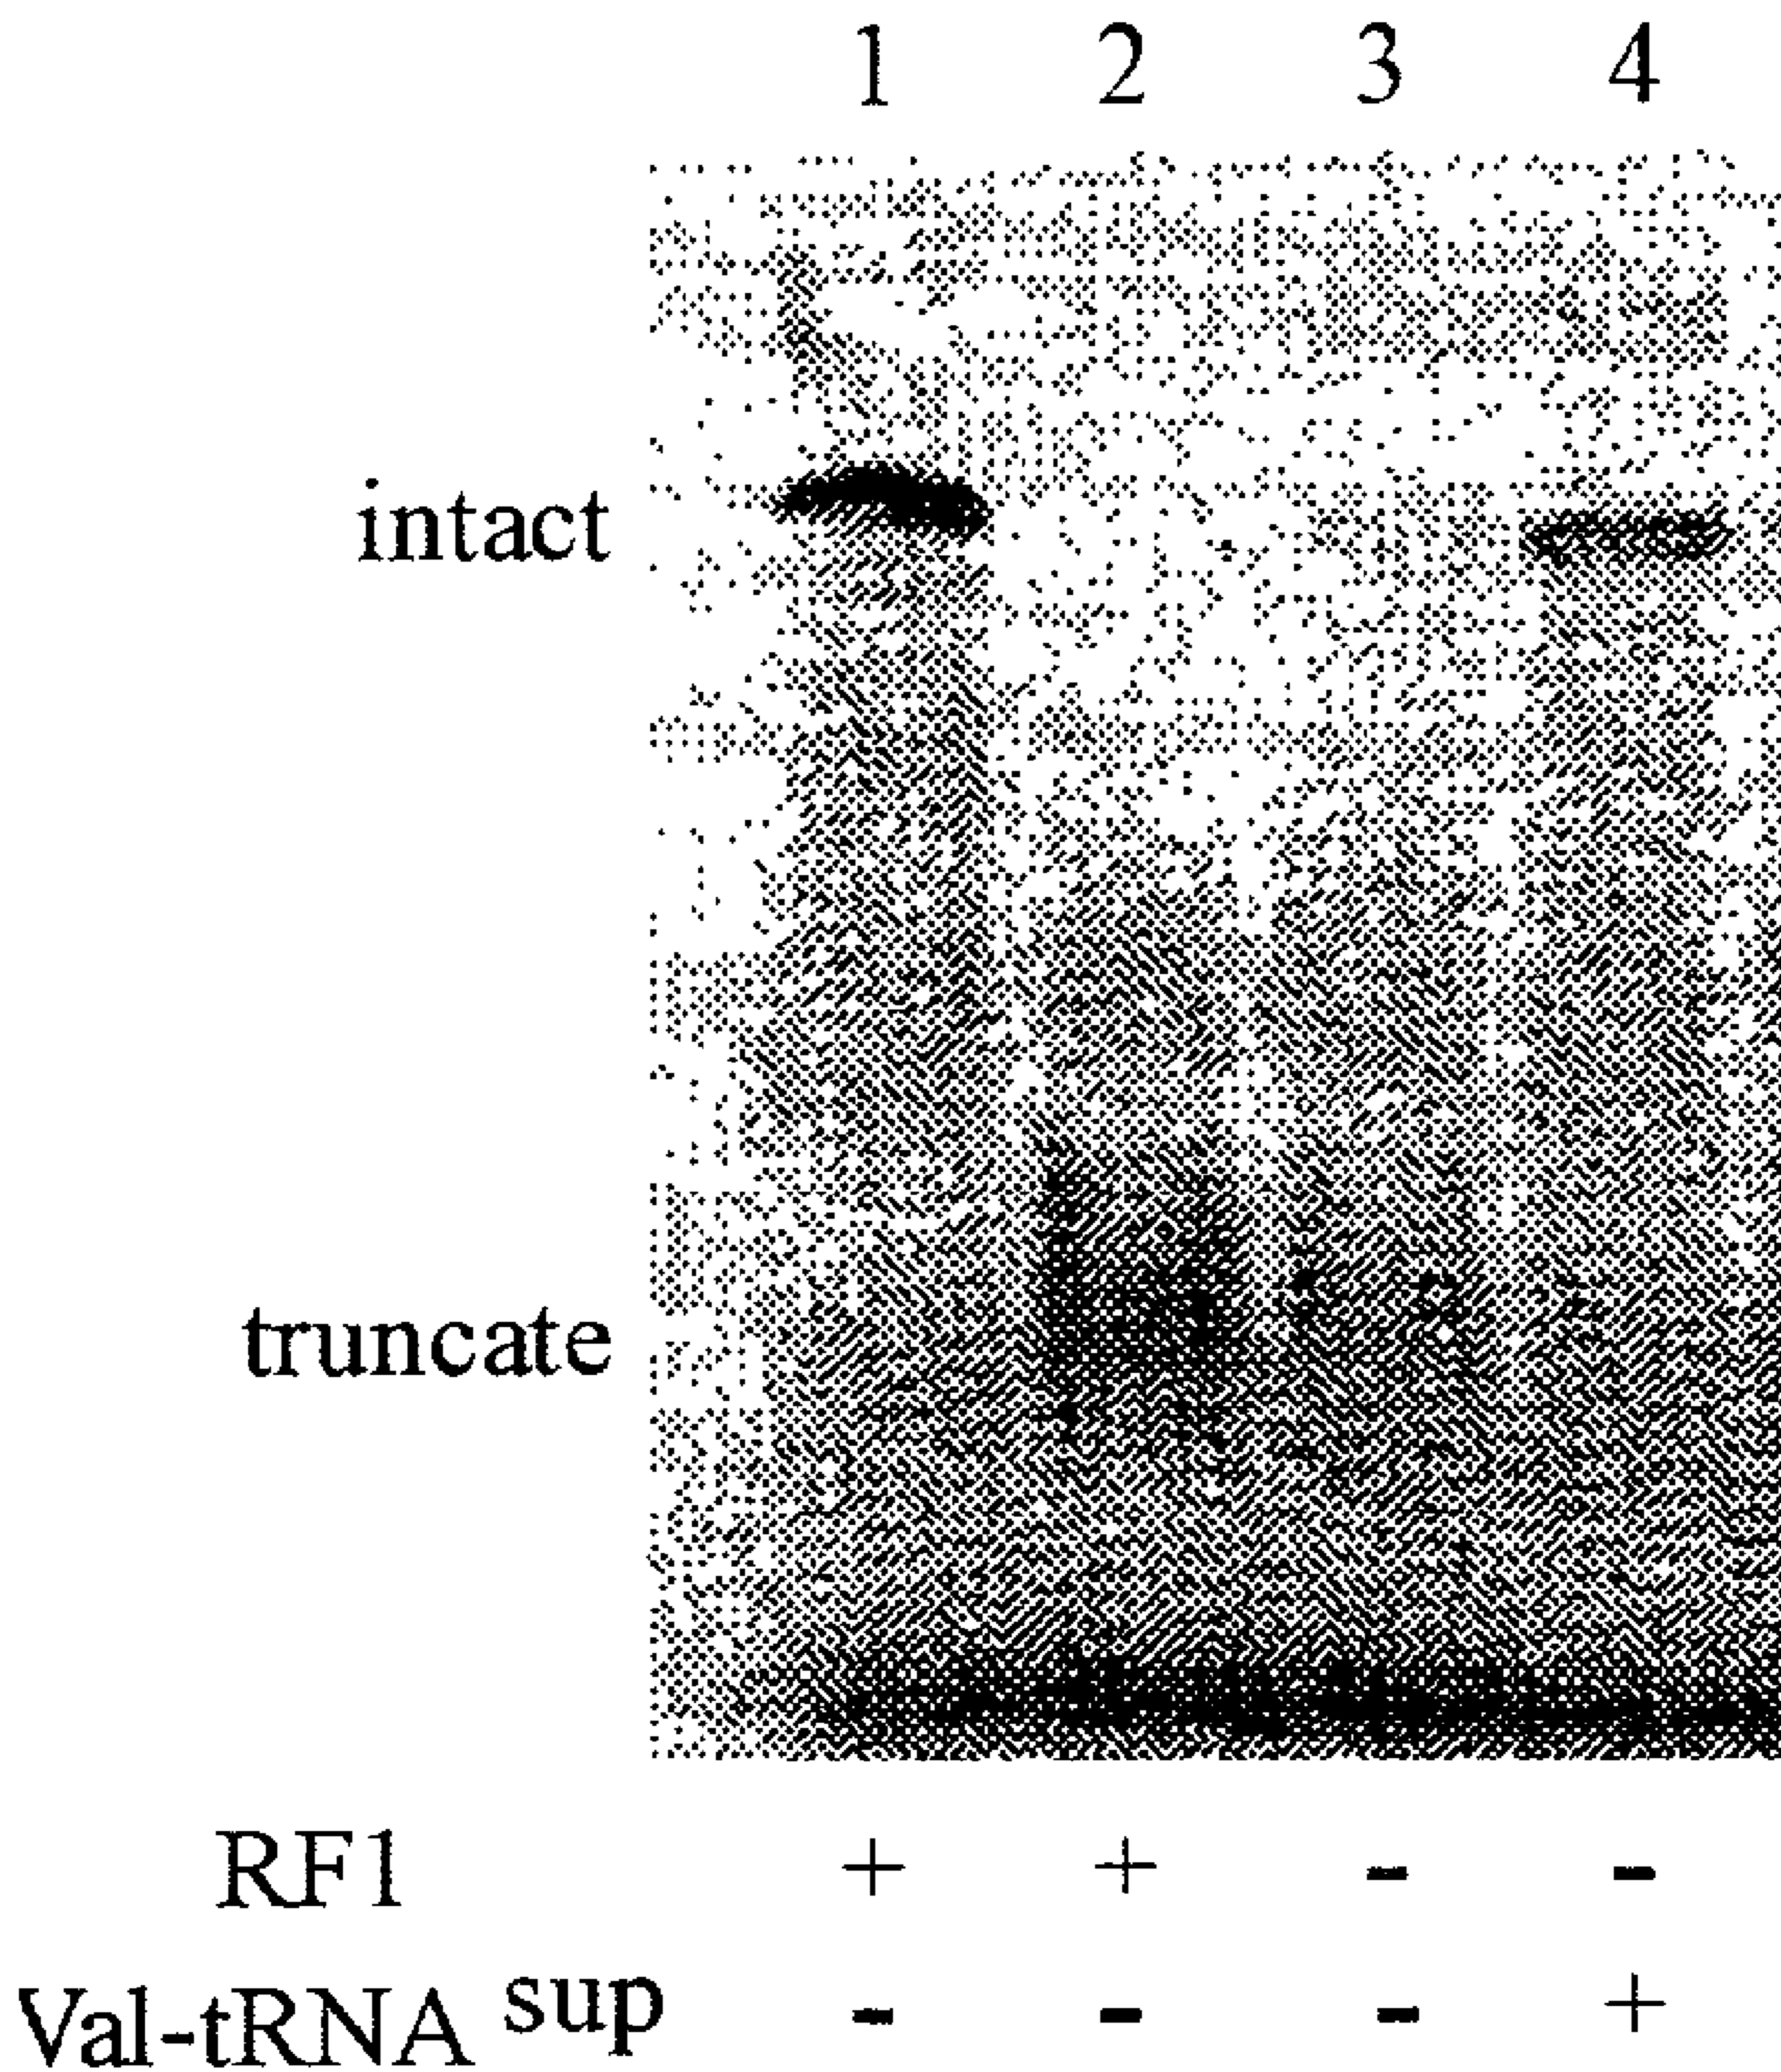 1 2 3 4
intact
truncate
RF1 + + - -
Val-tRNA sup - - - +